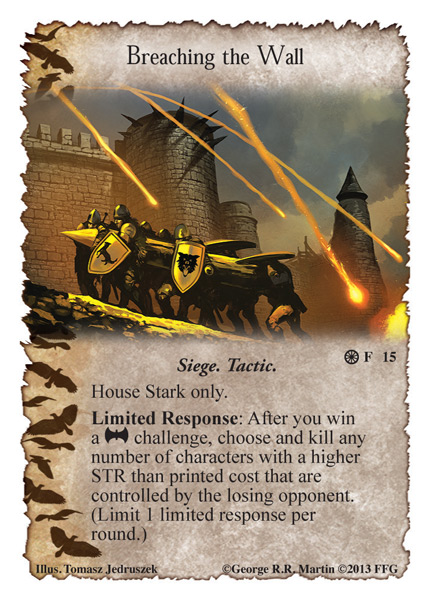 Breaching the Wall
F 15
Siege. Tactic.
House Stark only.
Limited Response: After you win
a challenge, choose and kill any
number of characters with a higher
STR than printed cost that are
controlled by the losing opponent.
(Limit 1 limited response per
round.)
Illus. Tomasz Jedruszek ©George R.R. Martin ©2013 FFG